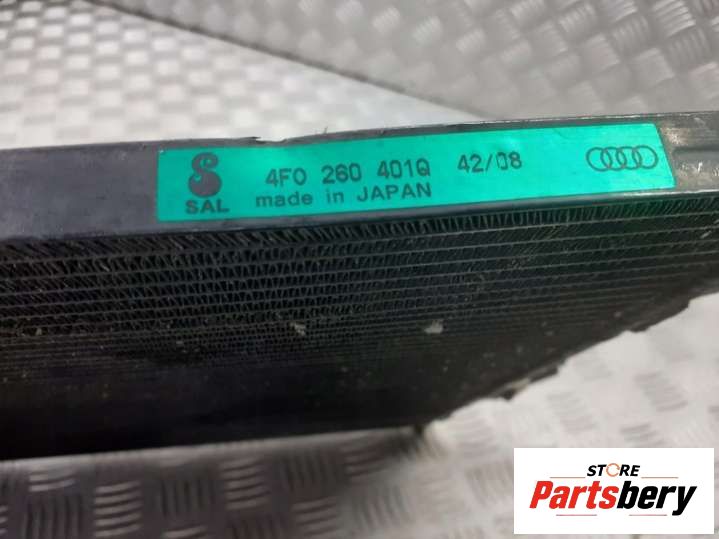 4F0 260 401Q 42/08
SAL made in JAPAN
STORE
Partsbery